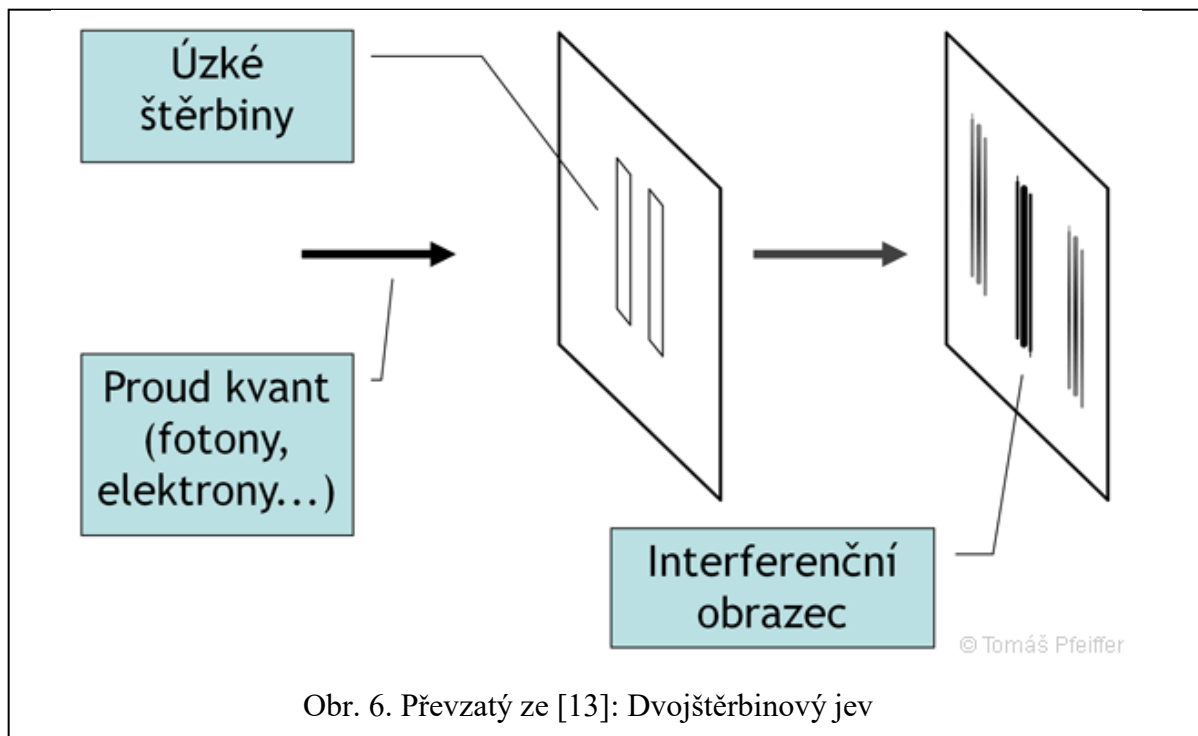 Úzké
štěrbiny
Proud kvant
(fotony,
elektrony...)
Interferenční
obrazec
© Tomáš Pfeiffer
Obr. 6. Převzatý ze [13]: Dvojštěrbinový jev